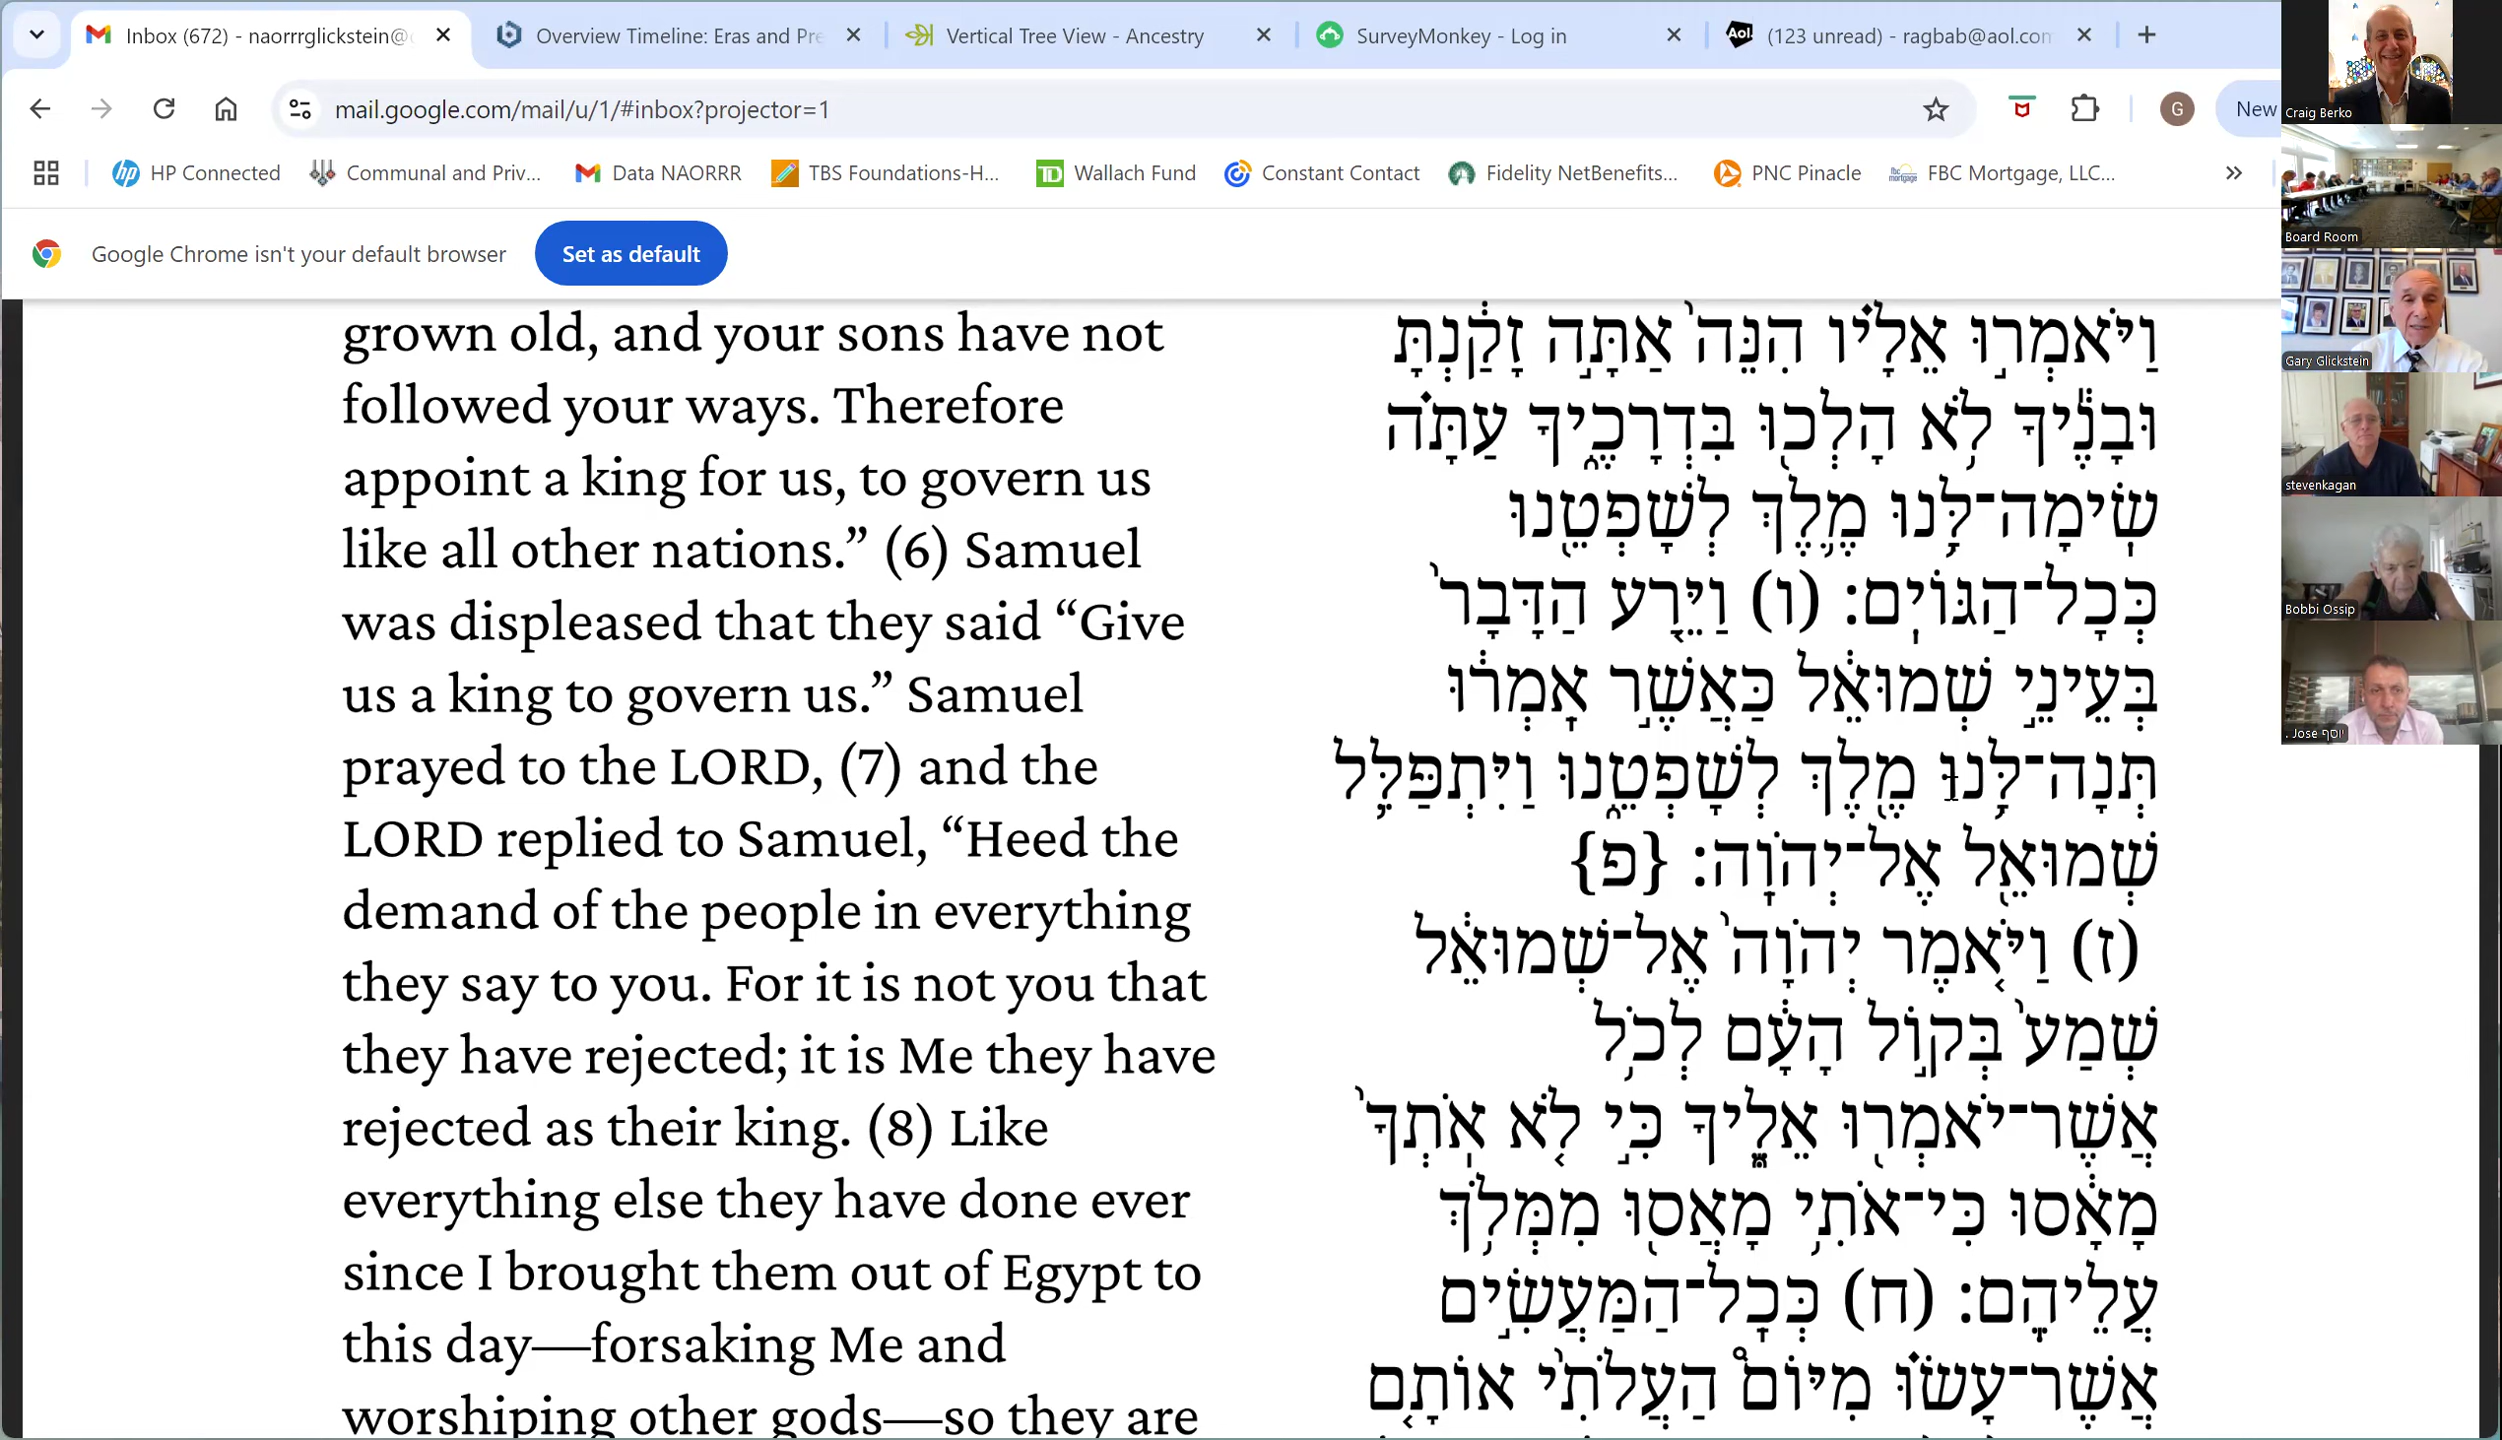 Inbox (672) - naorrrglickstein@
Overview Timeline: Eras and Pre
Vertical Tree View - Ancestry
SurveyMonkey - Log in
Aol.
(123 unread) - ragbab@aol.com
mail.google.com/mail/u/1/#inbox?projector=1
G
New
HP Connected
Communal and Priv...
Data NAORRR
TBS Foundations-H...
TD
Wallach Fund
Constant Contact
Fidelity NetBenefits...
PNC Pinacle
FBC Mortgage, LLC...
Google Chrome isn't your default browser
Set as default
grown old, and your sons have not
followed your ways. Therefore
appoint a king for us, to govern us
like all other nations.” (6) Samuel
was displeased that they said “Give
us a king to govern us.” Samuel
prayed to the LORD, (7) and the
LORD replied to Samuel, “Heed the
demand of the people in everything
they say to you. For it is not you that
they have rejected; it is Me they have
rejected as their king. (8) Like
everything else they have done ever
since I brought them out of Egypt to
this day—forsaking Me and
worshiping other gods—so they are
וַיֹּאמְר֣וּ אֵלָ֗יו הִנֵּה֙ אַתָּ֣ה זָקַ֔נְתָּ
וּבָנֶ֕יךָ לֹ֥א הָלְכ֖וּ בִּדְרָכֶ֑יךָ עַתָּ֗ה
שִֽׂימָה־לָּ֥נוּ מֶ֛לֶךְ לְשׇׁפְטֵ֖נוּ
כְּכׇל־הַגּוֹיִֽם׃ (ו) וַיֵּ֤רַע הַדָּבָר֙
בְּעֵינֵ֣י שְׁמוּאֵ֔ל כַּאֲשֶׁ֣ר אָֽמְר֔וּ
תְּנָה־לָּ֥נוּ מֶ֖לֶךְ לְשׇׁפְטֵ֑נוּ וַיִּתְפַּלֵּ֥ל
שְׁמוּאֵ֖ל אֶל־יְהֹוָֽה׃ {פ}
(ז) וַיֹּ֤אמֶר יְהֹוָה֙ אֶל־שְׁמוּאֵ֔ל
שְׁמַע֙ בְּק֣וֹל הָעָ֔ם לְכֹ֥ל
אֲשֶׁר־יֹאמְר֖וּ אֵלֶ֑יךָ כִּ֣י לֹ֤א אֹֽתְךָ֙
מָאָ֔סוּ כִּֽי־אֹתִ֥י מָאֲס֖וּ מִמְּלֹ֥ךְ
עֲלֵיהֶֽם׃ (ח) כְּכׇֽל־הַמַּעֲשִׂ֣ים
אֲשֶׁר־עָשׂ֗וּ מִיּוֹם֩ הַעֲלֹתִ֨י אוֹתָ֤ם
Craig Berko
Board Room
Gary Glickstein
stevenkagan
Bobbi Ossip
. Jose יוסף